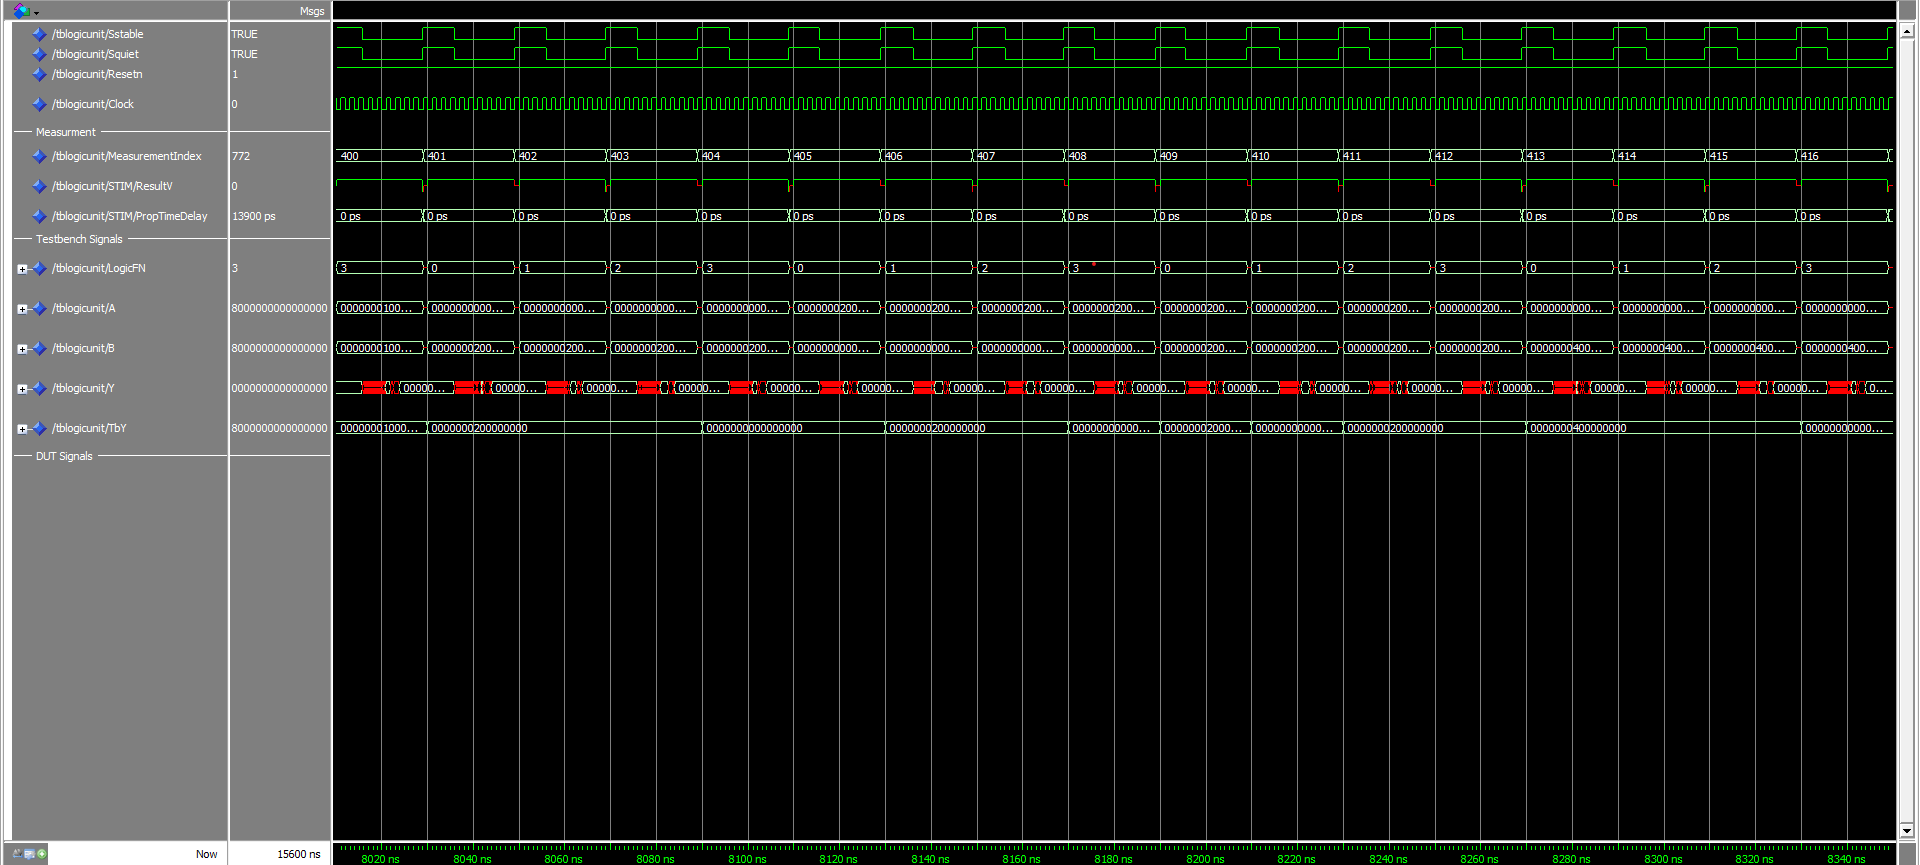 Msgs
/tblogicunit/Sstable TRUE
/tblogicunit/Squiet TRUE
/tblogicunit/Resetn 1
/tblogicunit/Clock 0
Measurment
/tblogicunit/MeasurementIndex 772 400 401 402 403 404 405 406 407 408 409 410 411 412 413 414 415 416
/tblogicunit/STIM/ResultV 0
/tblogicunit/STIM/PropTimeDelay 13900 ps 0 ps 0 ps 0 ps 0 ps 0 ps 0 ps 0 ps 0 ps 0 ps 0 ps 0 ps 0 ps 0 ps 0 ps 0 ps 0 ps 0 ps
Testbench Signals
/tblogicunit/LogicFN 3 3 0 1 2 3 0 1 2 3 0 1 2 3 0 1 2 3
/tblogicunit/A 8000000000000000 0000000100... 0000000000... 0000000000... 0000000000... 0000000000... 0000000200... 0000000200... 0000000200... 0000000200... 0000000200... 0000000200... 0000000200... 0000000200... 0000000000... 0000000000... 0000000000... 0000000000...
/tblogicunit/B 8000000000000000 0000000100... 0000000200... 0000000200... 0000000200... 0000000200... 0000000000... 0000000000... 0000000000... 0000000000... 0000000200... 0000000200... 0000000200... 0000000200... 0000000400... 0000000400... 0000000400... 0000000400...
/tblogicunit/Y 0000000000000000 00000... 00000... 00000... 00000... 00000... 00000... 00000... 00000... 00000... 00000... 00000... 00000... 00000... 00000... 00000... 00000... 0...
/tblogicunit/TbY 8000000000000000 00000001000... 0000000200000000 0000000000000000 0000000200000000 00000000000... 00000002000... 00000000000... 0000000200000000 0000000400000000 00000000000...
DUT Signals
Now 15600 ns 8020 ns 8040 ns 8060 ns 8080 ns 8100 ns 8120 ns 8140 ns 8160 ns 8180 ns 8200 ns 8220 ns 8240 ns 8260 ns 8280 ns 8300 ns 8320 ns 8340 ns